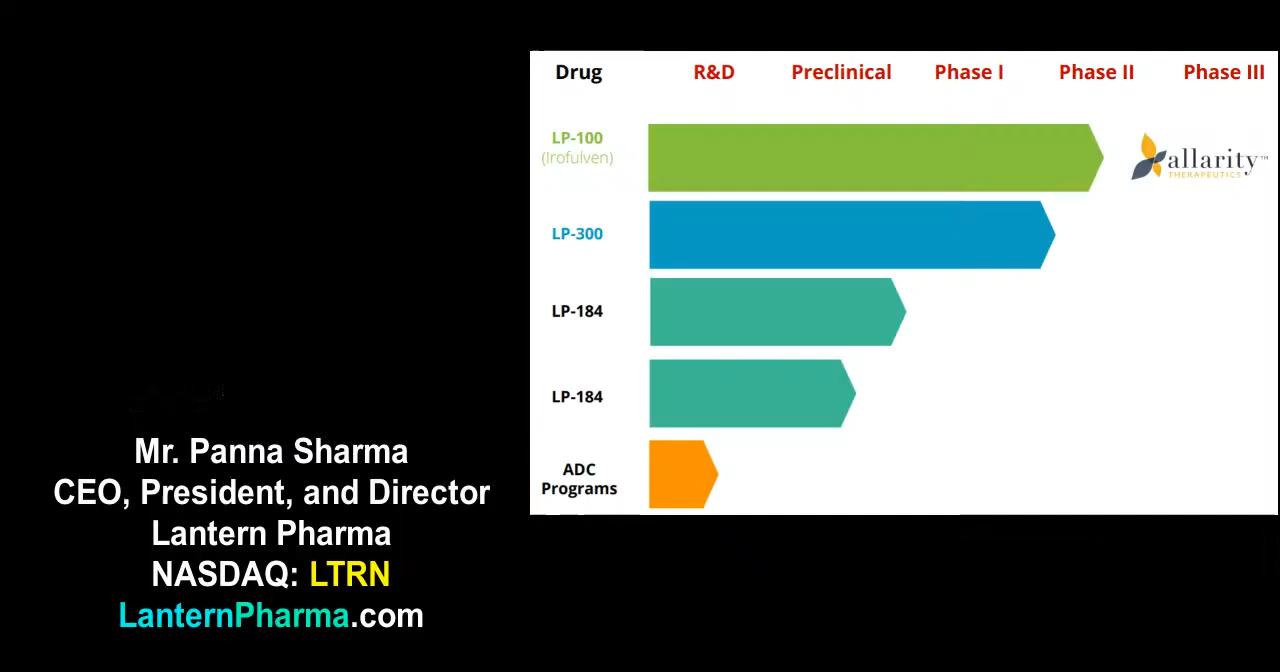 Drug R&D Preclinical Phase I Phase II Phase III
LP-100
(Irofulven)
allarity™
THERAPEUTICS
LP-300
LP-184
LP-184
ADC
Programs
Mr. Panna Sharma
CEO, President, and Director
Lantern Pharma
NASDAQ: LTRN
LanternPharma.com